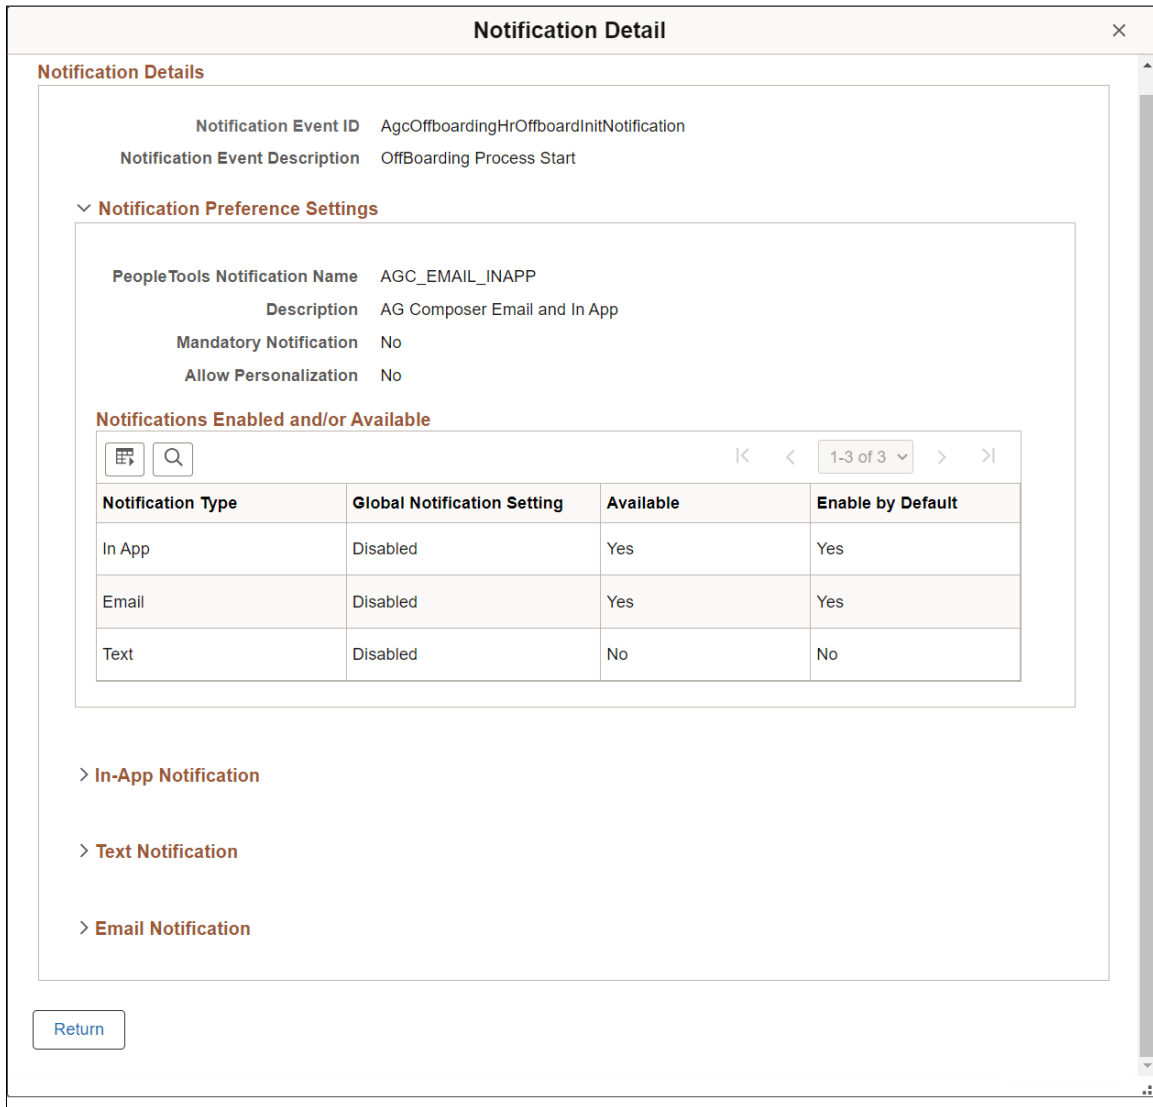 Notification Detail
Notification Details
Notification Event ID AgcOffboardingHrOffboardInitNotification
Notification Event Description OffBoarding Process Start
Notification Preference Settings
PeopleTools Notification Name AGC_EMAIL_INAPP
Description AG Composer Email and In App
Mandatory Notification No
Allow Personalization No
Notifications Enabled and/or Available
1-3 of 3
Notification Type Global Notification Setting Available Enable by Default
In App Disabled Yes Yes
Email Disabled Yes Yes
Text Disabled No No
In-App Notification
Text Notification
Email Notification
Return